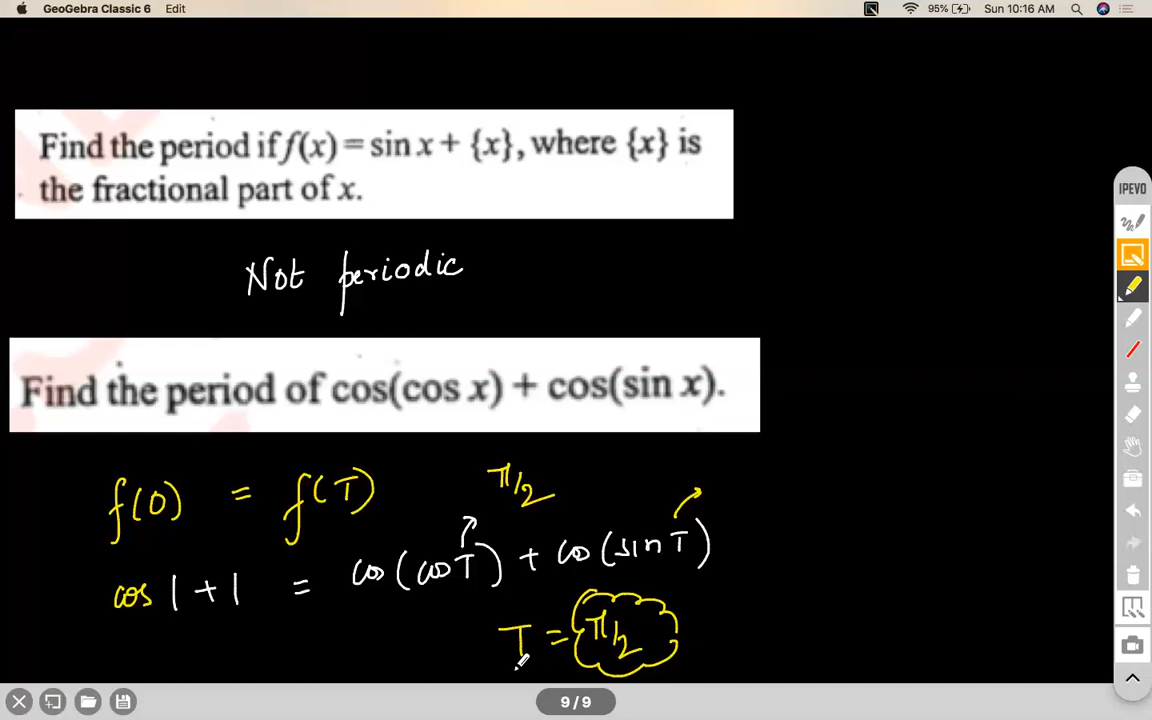 GeoGebra Classic 6 Edit 95% Sun 10:16 AM
IPEVO
Find the period if f(x) = sin x + {x}, where {x} is
the fractional part of x.
Not periodic
Find the period of cos(cos x) + cos(sin x).
f(0) = f(T) π/2
cos 1 + 1 = cos(cosT) + cos(sinT)
T = π/2
9/9